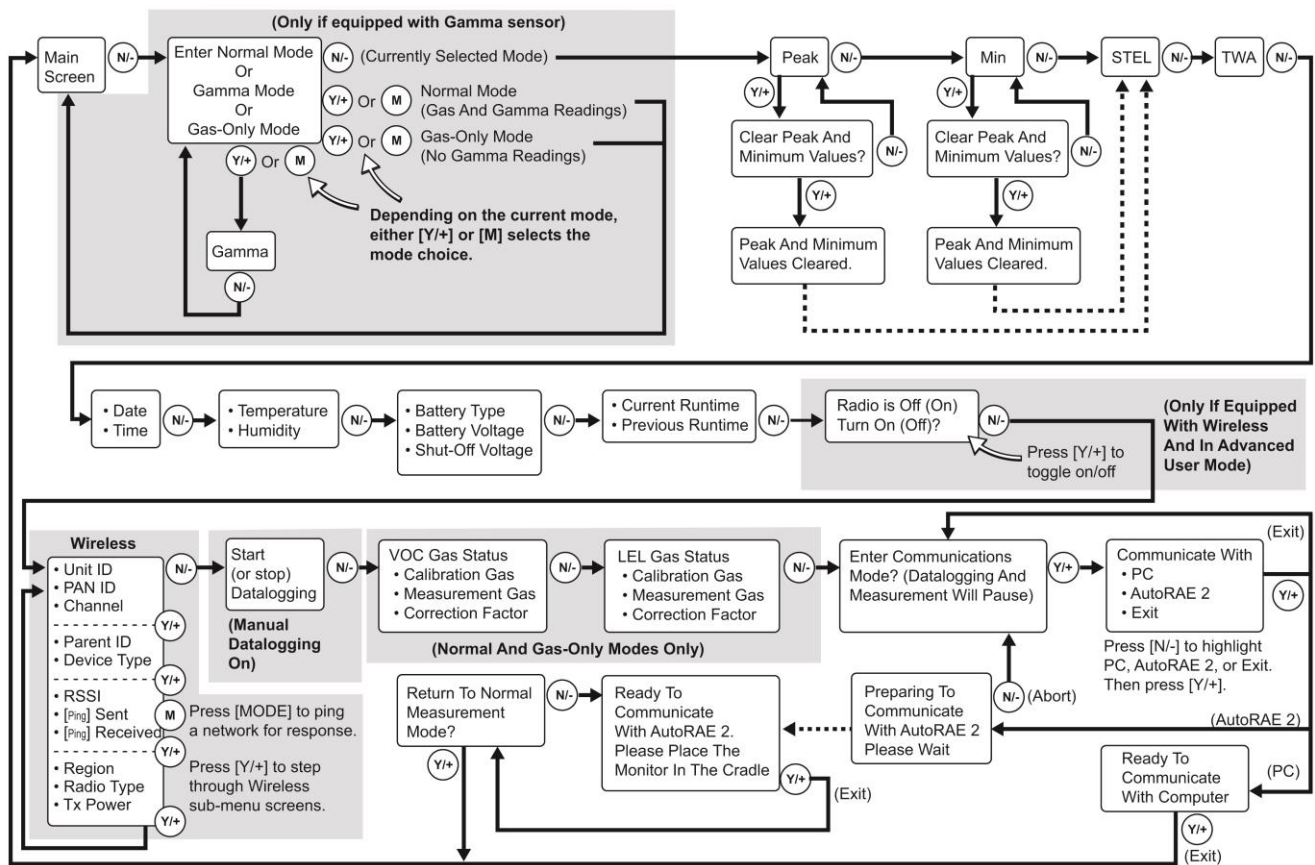 (Only if equipped with Gamma sensor)
Main
Screen
N/-
Enter Normal Mode
Or
Gamma Mode
Or
Gas-Only Mode
N/-
(Currently Selected Mode)
Y/+ Or M
Normal Mode
(Gas And Gamma Readings)
Y/+ Or M
Gas-Only Mode
(No Gamma Readings)
Y/+ Or M
Depending on the current mode,
either [Y/+] or [M] selects the
mode choice.
Gamma
N/-
Peak
N/-
Y/+
Clear Peak And
Minimum Values?
N/-
Y/+
Peak And Minimum
Values Cleared.
Min
N/-
Y/+
Clear Peak And
Minimum Values?
N/-
Y/+
Peak And Minimum
Values Cleared.
STEL
N/-
TWA
N/-
• Date
• Time
N/-
• Temperature
• Humidity
N/-
• Battery Type
• Battery Voltage
• Shut-Off Voltage
N/-
• Current Runtime
• Previous Runtime
N/-
Radio is Off (On)
Turn On (Off)?
N/-
Press [Y/+] to
toggle on/off
(Only If Equipped
With Wireless
And In Advanced
User Mode)
Wireless
• Unit ID
• PAN ID
• Channel
N/-
Y/+
• Parent ID
• Device Type
Y/+
• RSSI
• [Ping] Sent
• [Ping] Received
M
Press [MODE] to ping
a network for response.
Y/+
• Region
• Radio Type
• Tx Power
Y/+
Press [Y/+] to step
through Wireless
sub-menu screens.
Start
(or stop)
Datalogging
N/-
(Manual
Datalogging
On)
VOC Gas Status
• Calibration Gas
• Measurement Gas
• Correction Factor
N/-
LEL Gas Status
• Calibration Gas
• Measurement Gas
• Correction Factor
N/-
(Normal And Gas-Only Modes Only)
Enter Communications
Mode? (Datalogging And
Measurement Will Pause)
Y/+
Communicate With
• PC
• AutoRAE 2
• Exit
(Exit)
Y/+
Press [N/-] to highlight
PC, AutoRAE 2, or Exit.
Then press [Y/+].
(AutoRAE 2)
(PC)
Return To Normal
Measurement
Mode?
N/-
Y/+
Ready To
Communicate
With AutoRAE 2.
Please Place The
Monitor In The Cradle
Y/+
(Exit)
Preparing To
Communicate
With AutoRAE 2
Please Wait
N/-
(Abort)
Ready To
Communicate
With Computer
Y/+
(Exit)